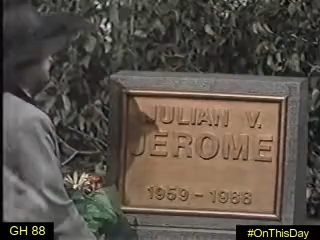 JULIAN V.
JEROME
1959 - 1988
GH 88
#OnThisDay